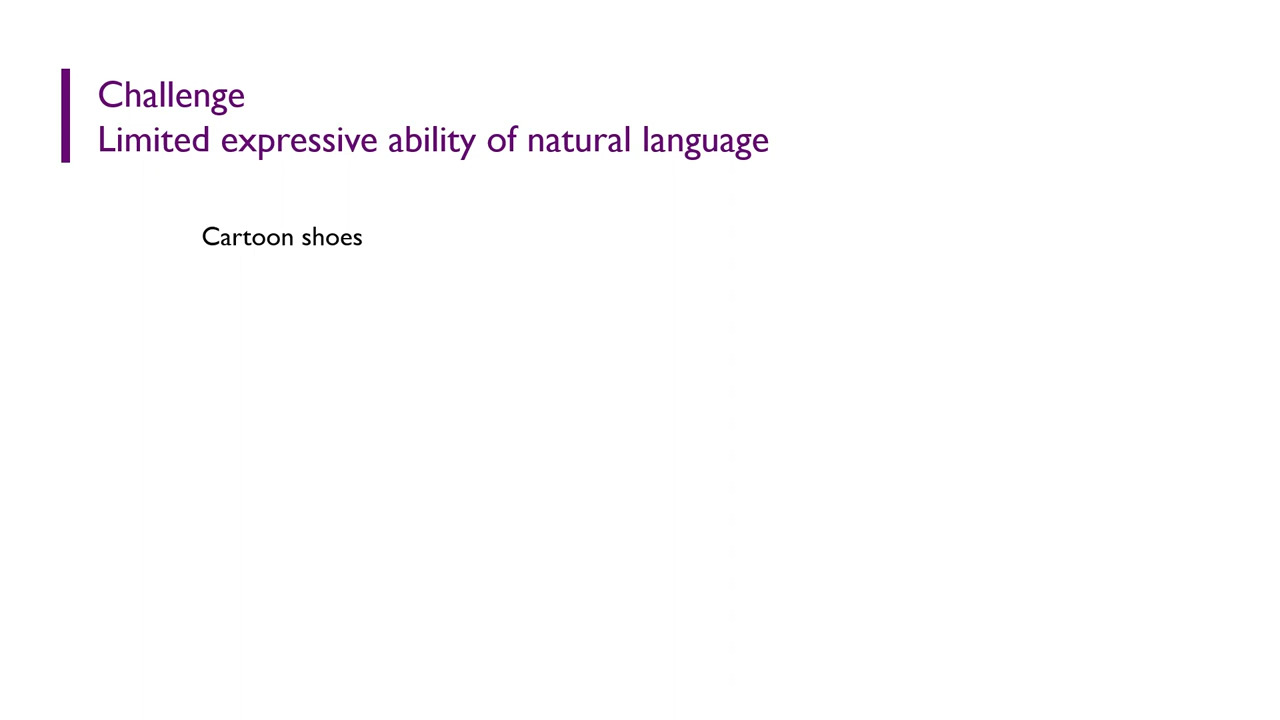 Challenge
Limited expressive ability of natural language
Cartoon shoes